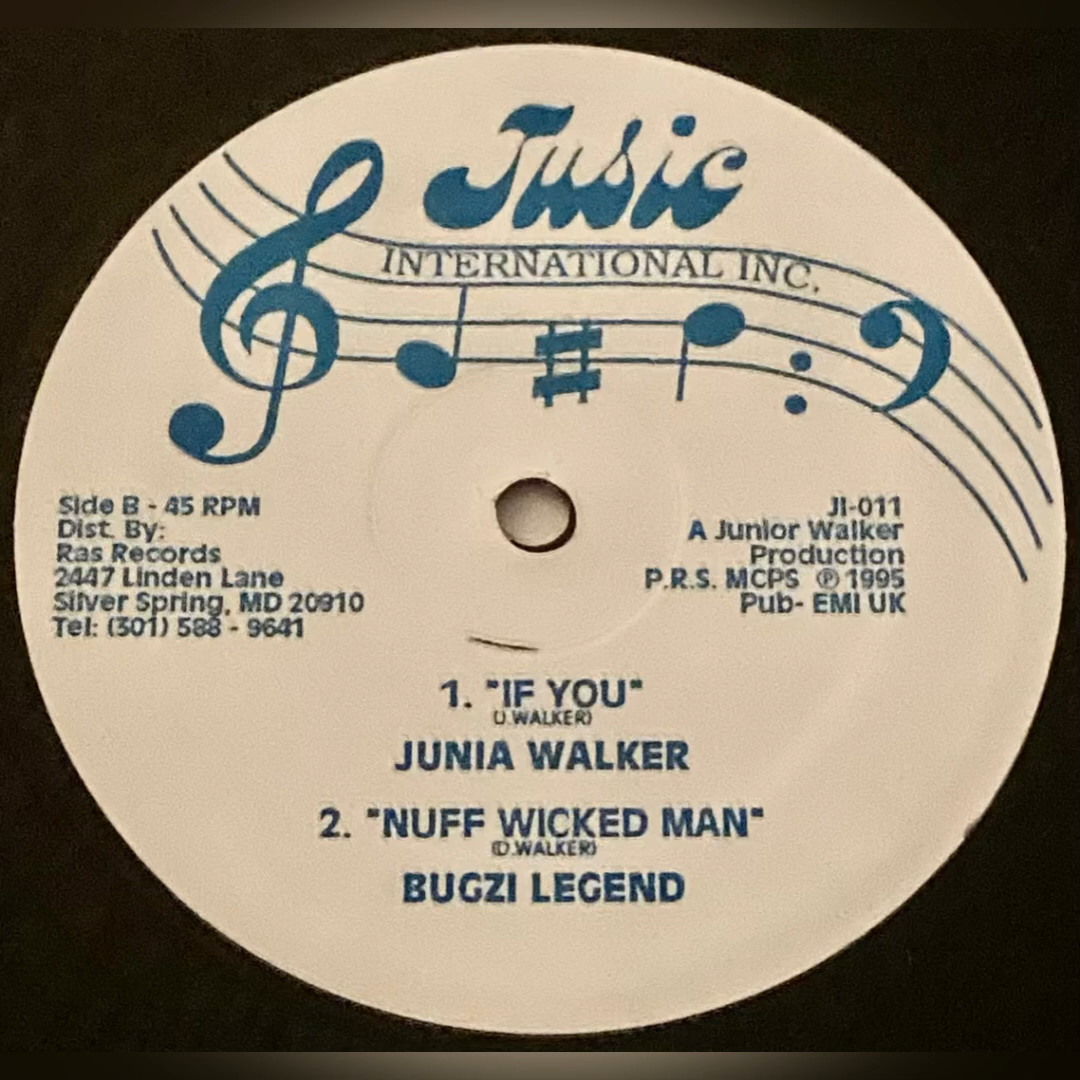 Jusic
INTERNATIONAL INC.
Side B - 45 RPM
Dist. By:
Ras Records
2447 Linden Lane
Silver Spring, MD 20910
Tel: (301) 588 - 9641
JI-011
A Junior Walker
Production
P.R.S. MCPS ℗ 1995
Pub- EMI UK
1. "IF YOU"
(J.WALKER)
JUNIA WALKER
2. "NUFF WICKED MAN"
(D.WALKER)
BUGZI LEGEND